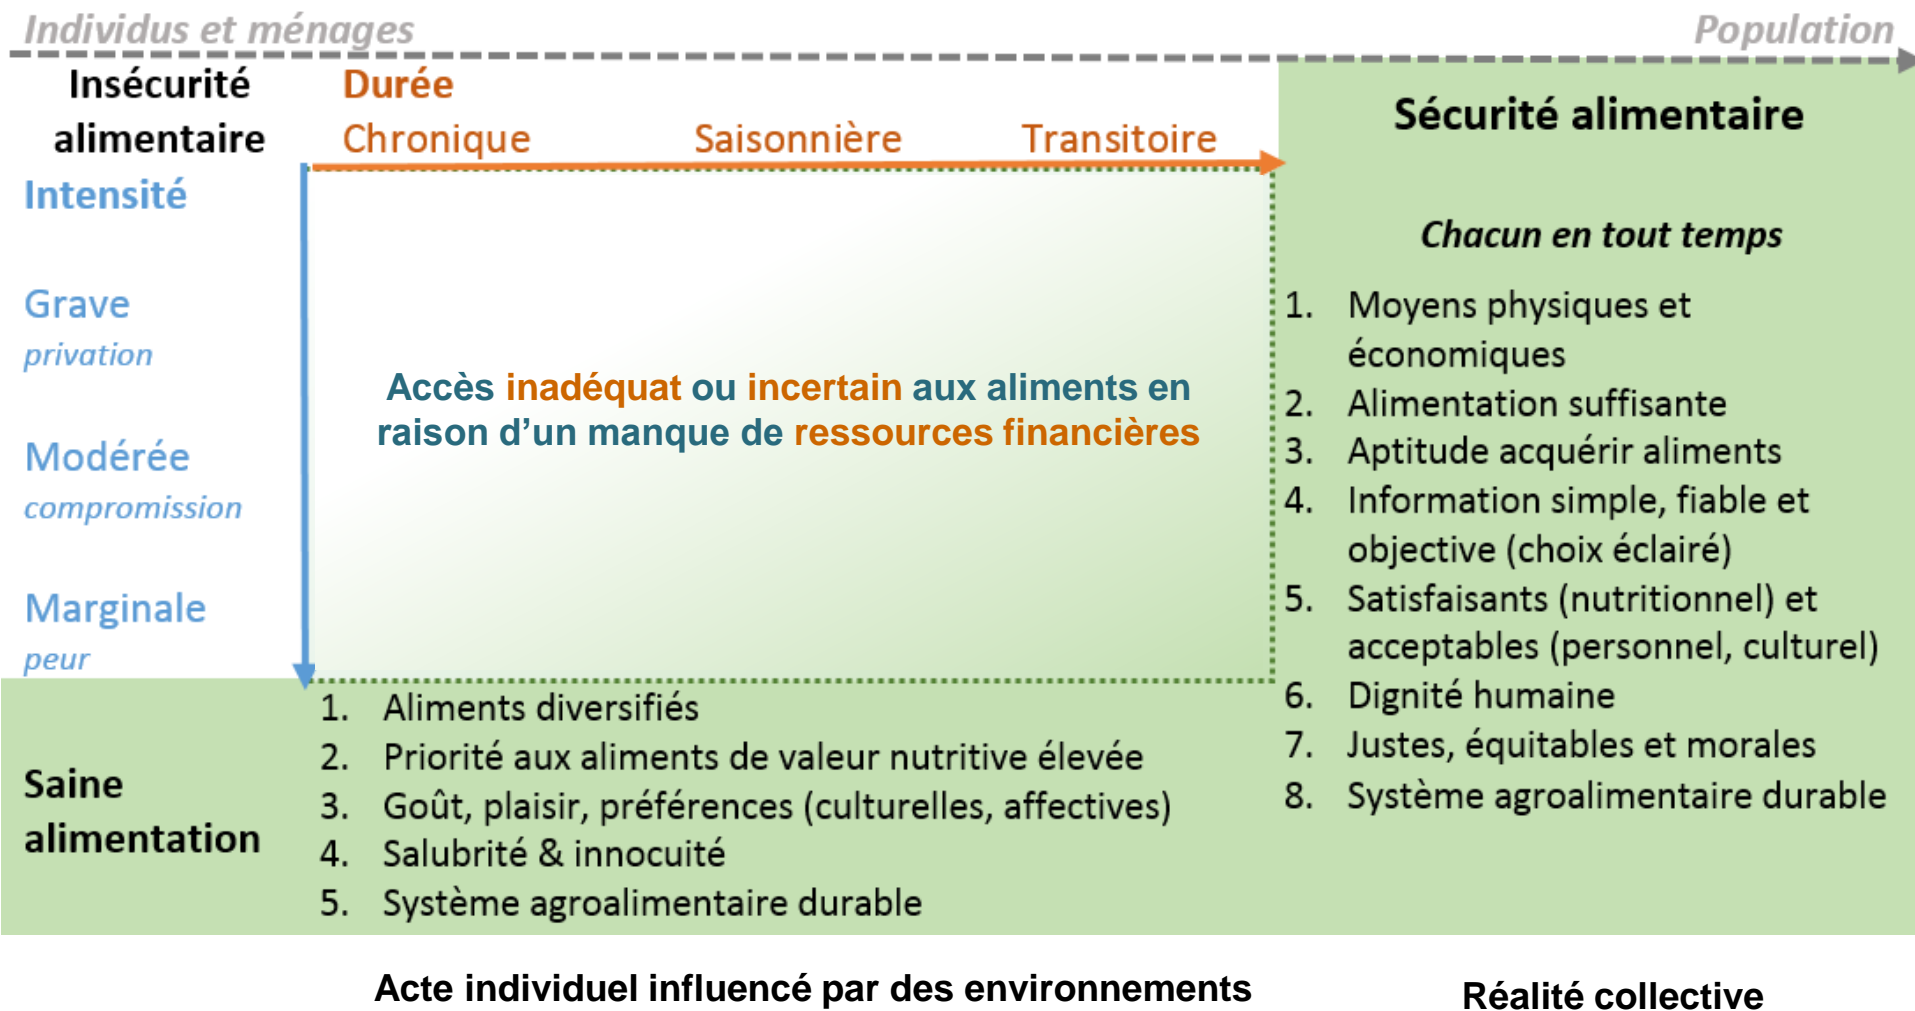 Individus et ménages
Population
Insécurité
alimentaire
Durée
Chronique
Saisonnière
Transitoire
Intensité
Grave
privation
Modérée
compromission
Marginale
peur
Accès inadéquat ou incertain aux aliments en
raison d’un manque de ressources financières
Sécurité alimentaire
Chacun en tout temps
1. Moyens physiques et
économiques
2. Alimentation suffisante
3. Aptitude acquérir aliments
4. Information simple, fiable et
objective (choix éclairé)
5. Satisfaisants (nutritionnel) et
acceptables (personnel, culturel)
6. Dignité humaine
7. Justes, équitables et morales
8. Système agroalimentaire durable
Saine
alimentation
1. Aliments diversifiés
2. Priorité aux aliments de valeur nutritive élevée
3. Goût, plaisir, préférences (culturelles, affectives)
4. Salubrité & innocuité
5. Système agroalimentaire durable
Acte individuel influencé par des environnements
Réalité collective